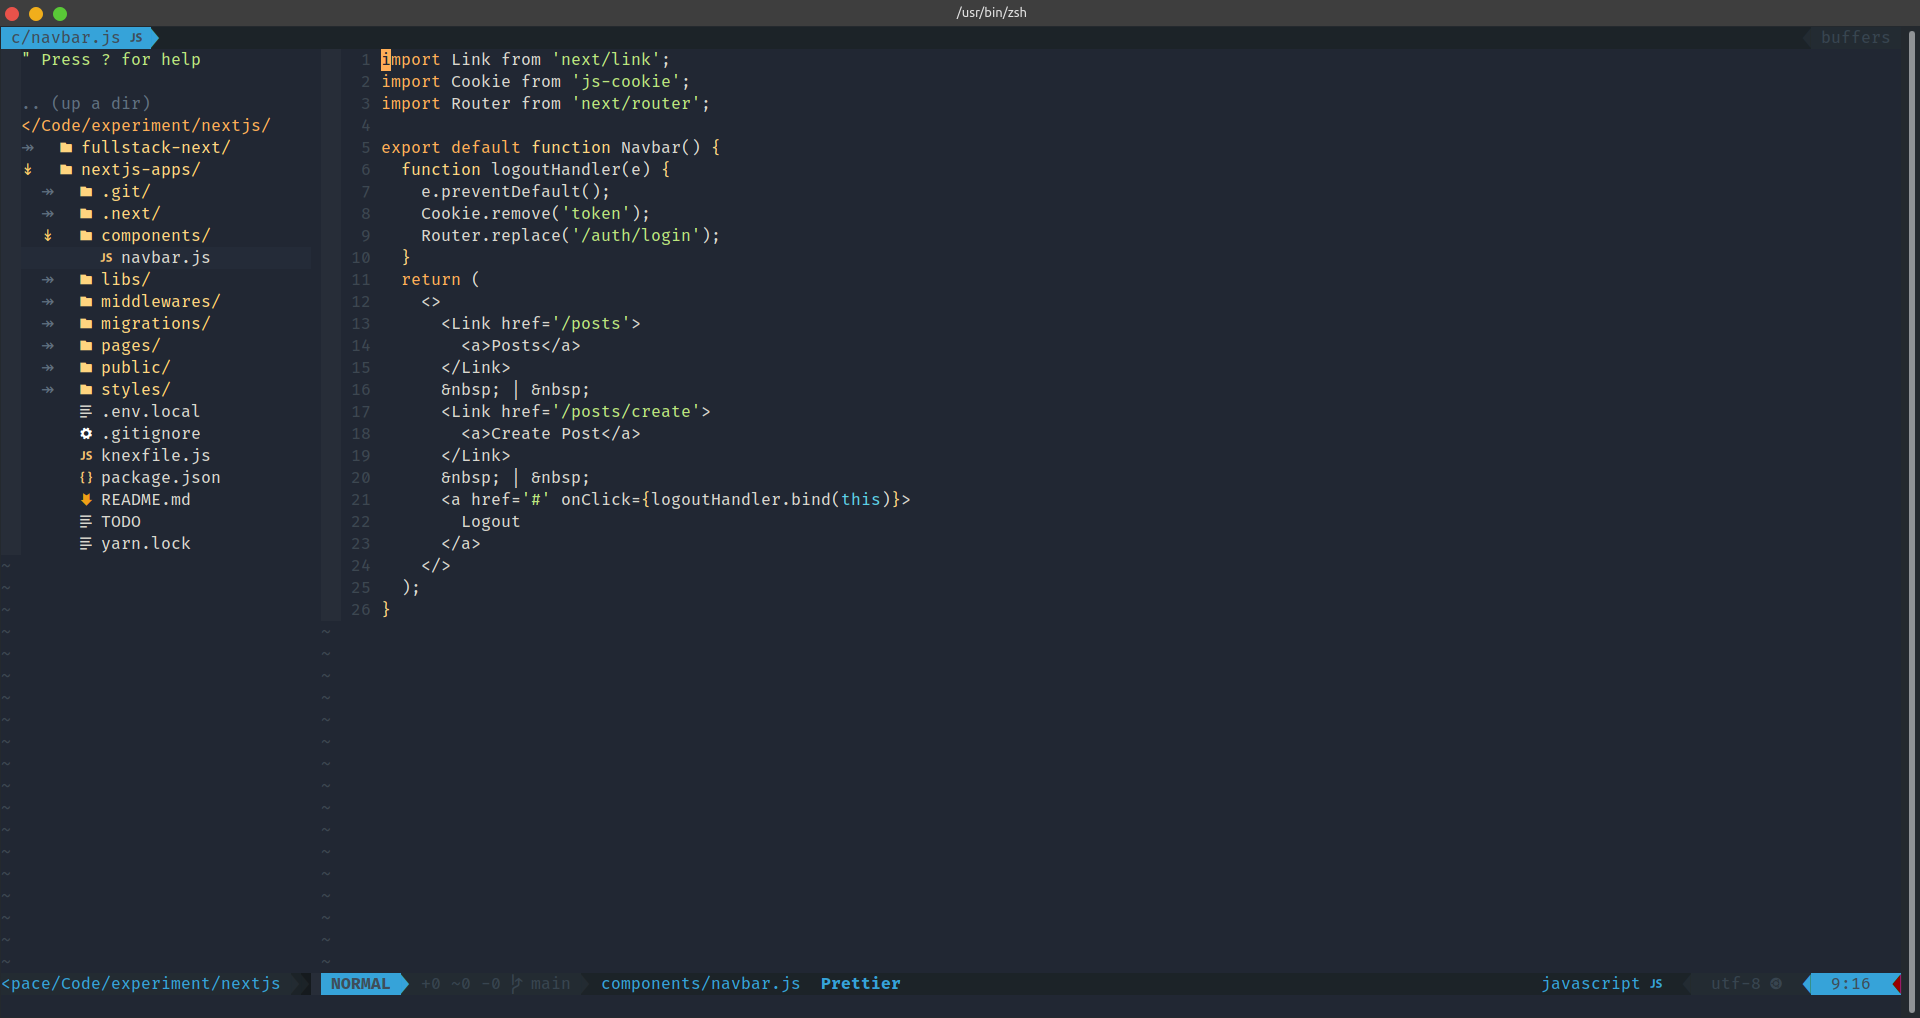 /usr/bin/zsh
c/navbar.js JS
buffers
" Press ? for help
.. (up a dir)
</Code/experiment/nextjs/
fullstack-next/
nextjs-apps/
.git/
.next/
components/
JS navbar.js
libs/
middlewares/
migrations/
pages/
public/
styles/
.env.local
.gitignore
JS knexfile.js
{} package.json
README.md
TODO
yarn.lock
1 import Link from 'next/link';
2 import Cookie from 'js-cookie';
3 import Router from 'next/router';
4
5 export default function Navbar() {
6   function logoutHandler(e) {
7     e.preventDefault();
8     Cookie.remove('token');
9     Router.replace('/auth/login');
10   }
11   return (
12     <>
13       <Link href='/posts'>
14         <a>Posts</a>
15       </Link>
16       &nbsp; | &nbsp;
17       <Link href='/posts/create'>
18         <a>Create Post</a>
19       </Link>
20       &nbsp; | &nbsp;
21       <a href='#' onClick={logoutHandler.bind(this)}>
22         Logout
23       </a>
24     </>
25   );
26 }
<pace/Code/experiment/nextjs
NORMAL +0 ~0 -0 main components/navbar.js Prettier javascript JS utf-8 9:16